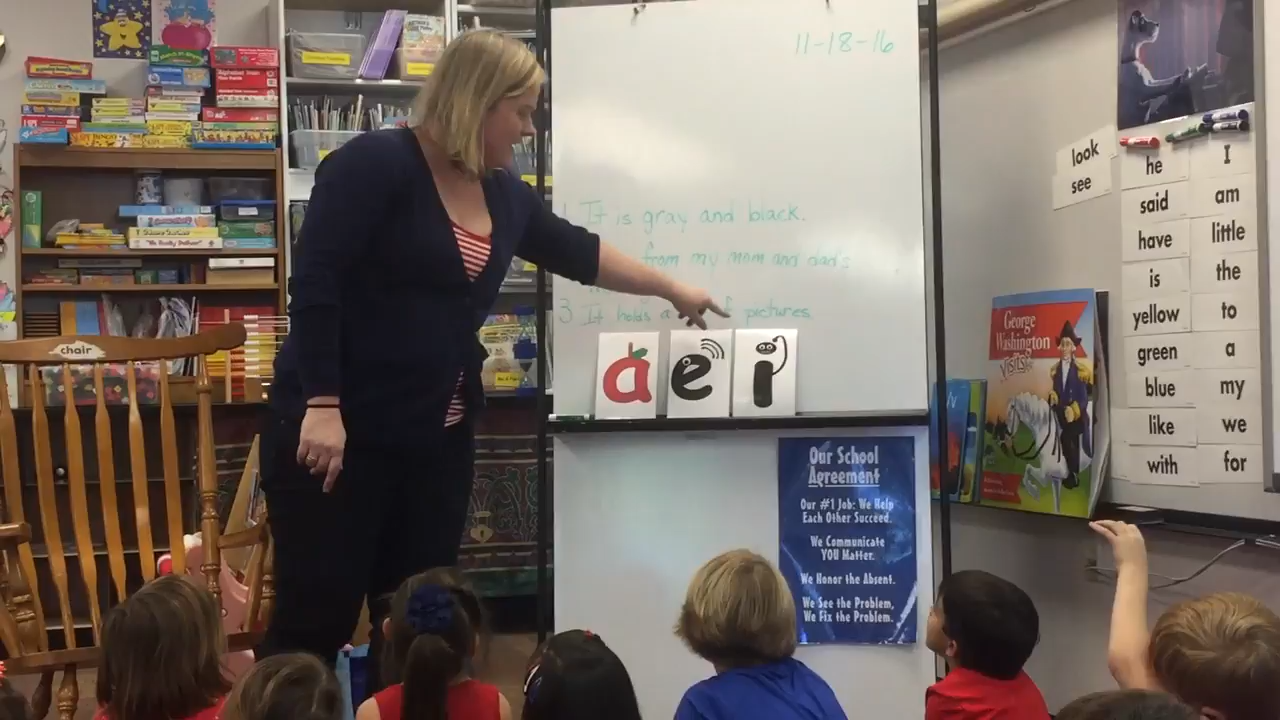 11-18-16
It is gray and black.
from my mom and dad's
3 It holds a of pictures.
a e i
Our School
Agreement
Our #1 Job: We Help
Each Other Succeed.
We Communicate
YOU Matter.
We Honor the Absent.
We See the Problem,
We Fix the Problem.
chair
George
Washington
Visits
look
see
he I
said am
have little
is the
yellow to
green a
blue my
like we
with for